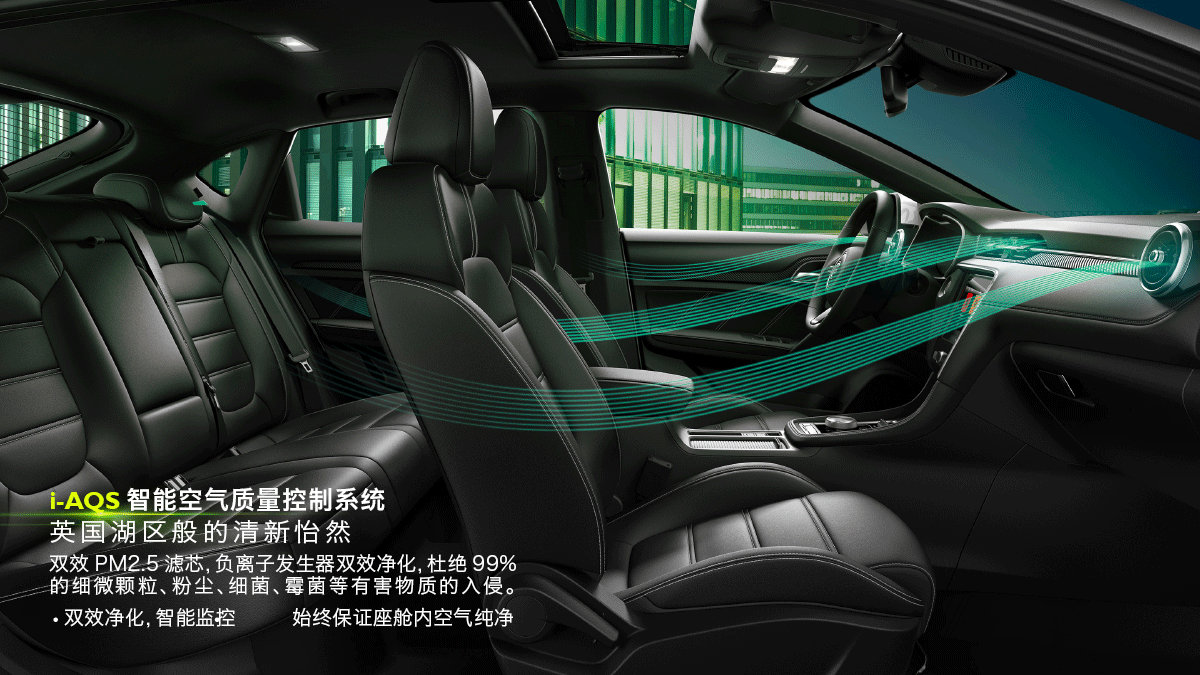 i-AQS 智能空气质量控制系统
英国湖区般的清新怡然
双效 PM2.5 滤芯, 负离子发生器双效净化, 杜绝 99%
的细微颗粒、粉尘、细菌、霉菌等有害物质的入侵。
• 双效净化, 智能监控 • 始终保证座舱内空气纯净